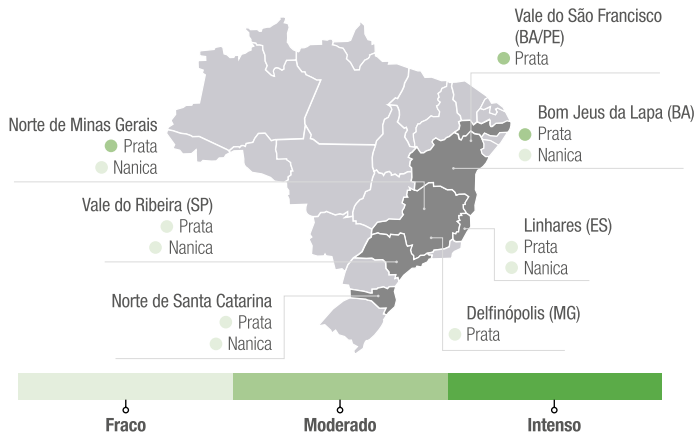 Vale do São Francisco
(BA/PE)
Prata
Bom Jeus da Lapa (BA)
Prata
Nanica
Norte de Minas Gerais
Prata
Nanica
Vale do Ribeira (SP)
Prata
Nanica
Linhares (ES)
Prata
Nanica
Norte de Santa Catarina
Prata
Nanica
Delfinópolis (MG)
Prata
Fraco Moderado Intenso